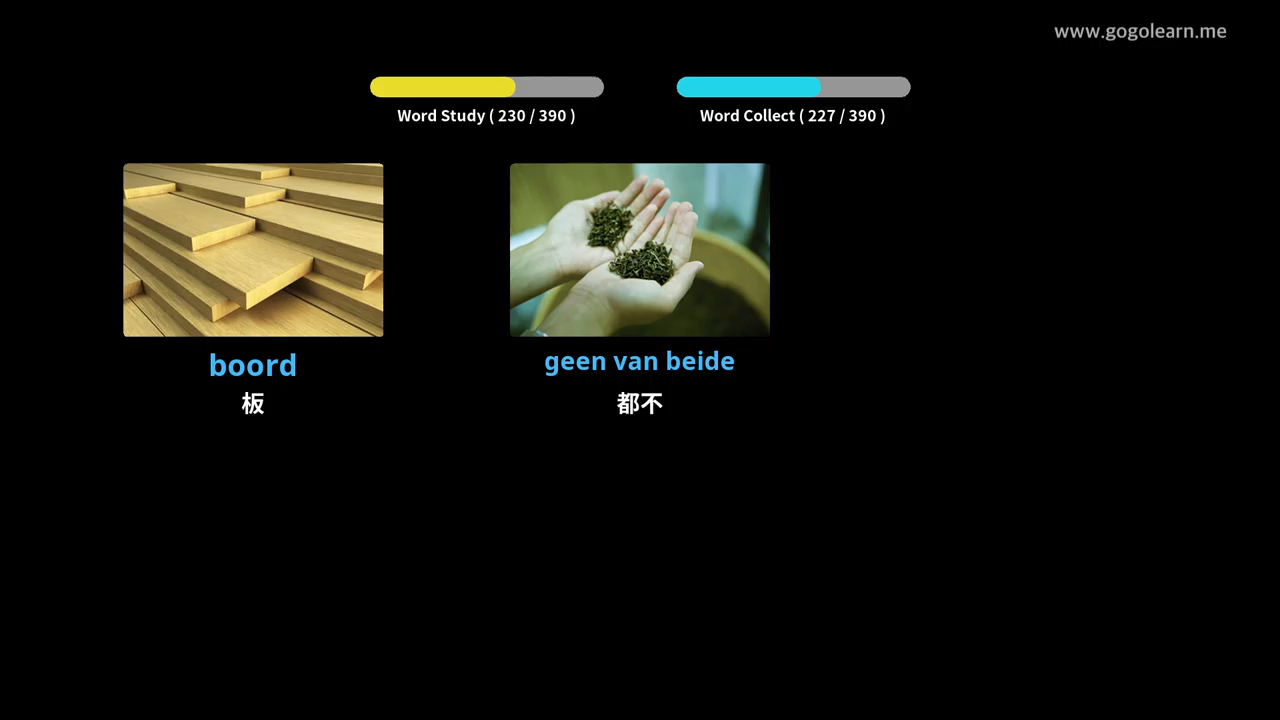 www.gogolearn.me
Word Study ( 230 / 390 )
Word Collect ( 227 / 390 )
boord
板
geen van beide
都不